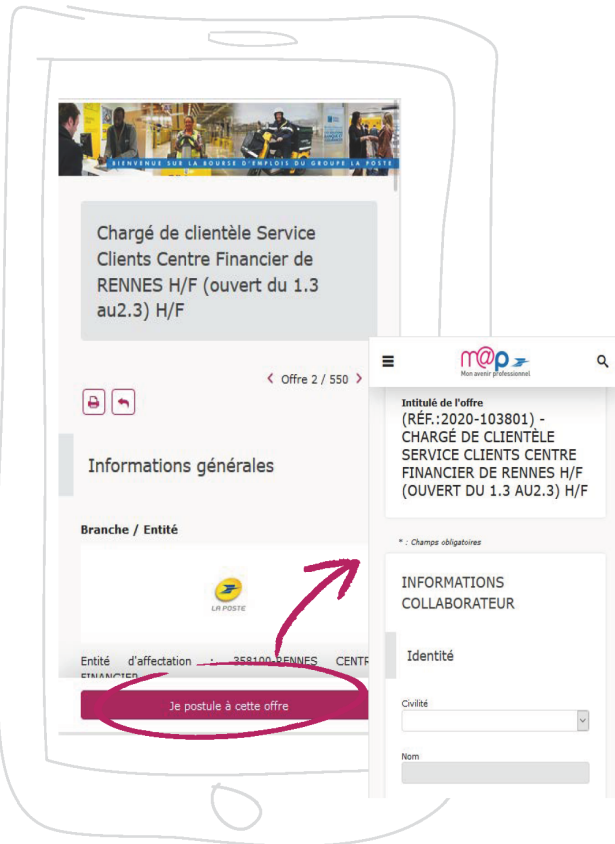 BIENVENUE SUR LA BOURSE D'EMPLOIS DU GROUPE LA POSTE
Chargé de clientèle Service
Clients Centre Financier de
RENNES H/F (ouvert du 1.3
au2.3) H/F
Offre 2 / 550
Informations générales
Branche / Entité
LA POSTE
Entité d'affectation : 358100-RENNES CENTR
FINANCIER
Je postule à cette offre
m@p
Mon avenir professionnel
Intitulé de l'offre
(RÉF.:2020-103801) -
CHARGÉ DE CLIENTÈLE
SERVICE CLIENTS CENTRE
FINANCIER DE RENNES H/F
(OUVERT DU 1.3 AU2.3) H/F
* : Champs obligatoires
INFORMATIONS
COLLABORATEUR
Identité
Civilité
Nom